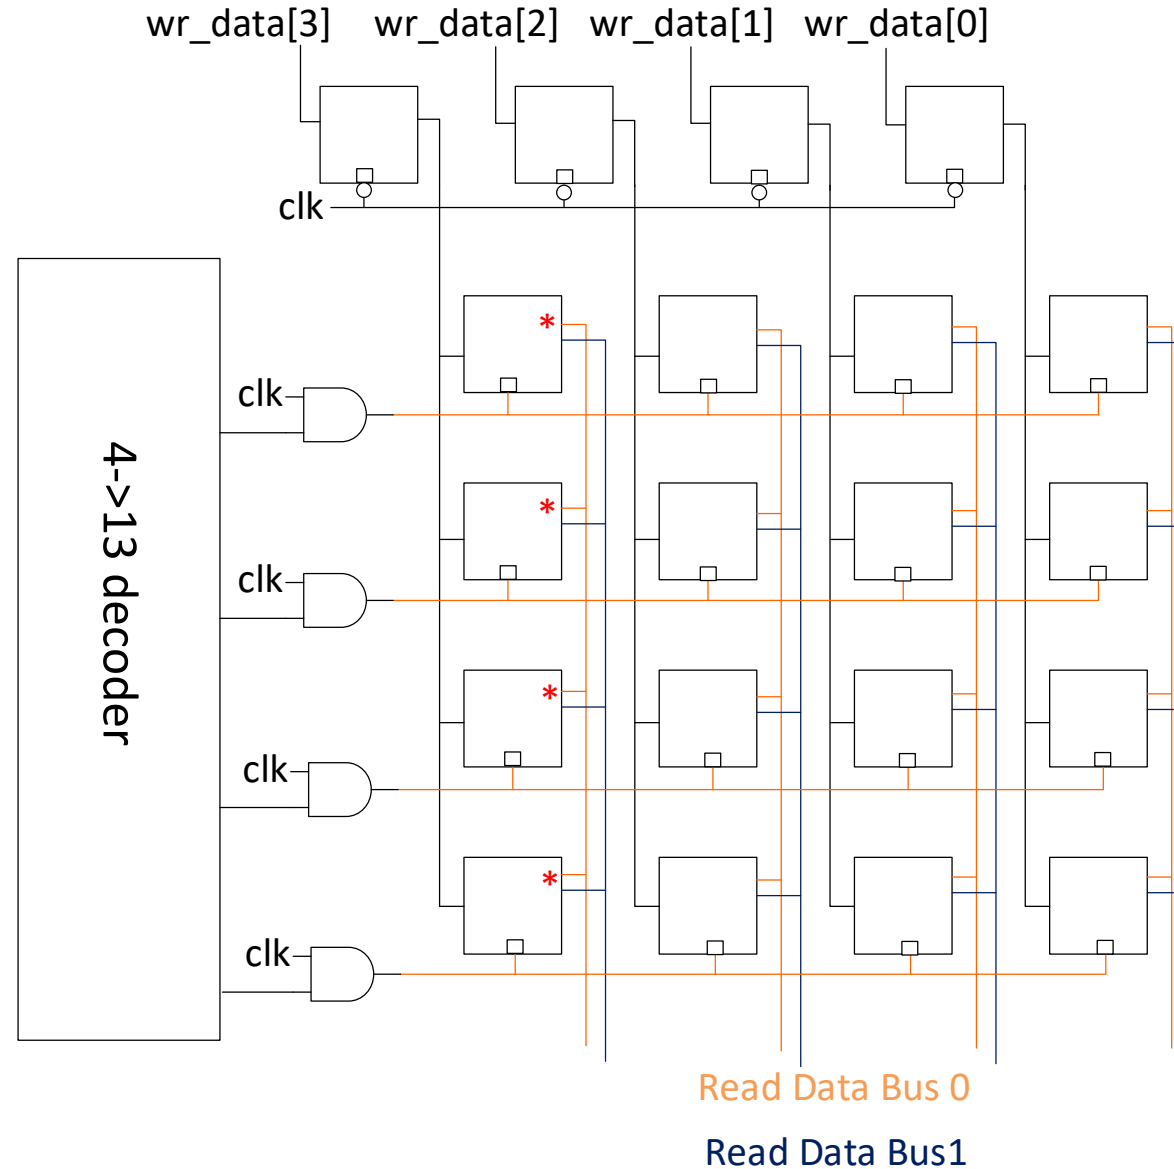 wr_data[3] wr_data[2] wr_data[1] wr_data[0]
clk
*
clk
4->13 decoder
*
clk
*
clk
*
clk
Read Data Bus 0
Read Data Bus1